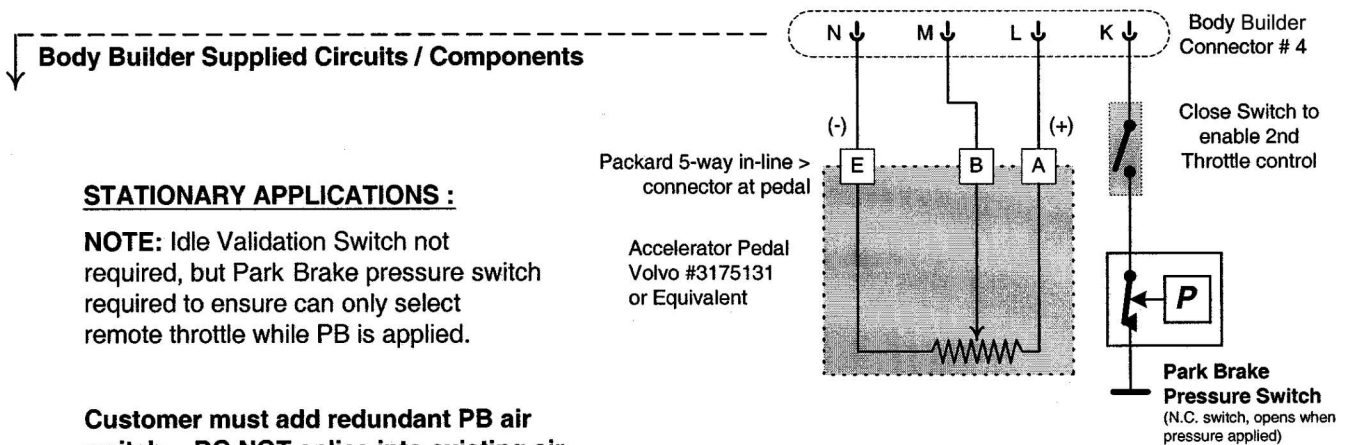 N M L K
Body Builder
Connector # 4
Body Builder Supplied Circuits / Components
Close Switch to
enable 2nd
Throttle control
(-) (+)
Packard 5-way in-line >
connector at pedal
E B A
STATIONARY APPLICATIONS :
NOTE: Idle Validation Switch not
required, but Park Brake pressure switch
required to ensure can only select
remote throttle while PB is applied.
Accelerator Pedal
Volvo #3175131
or Equivalent
P
Park Brake
Pressure Switch
(N.C. switch, opens when
pressure applied)
Customer must add redundant PB air